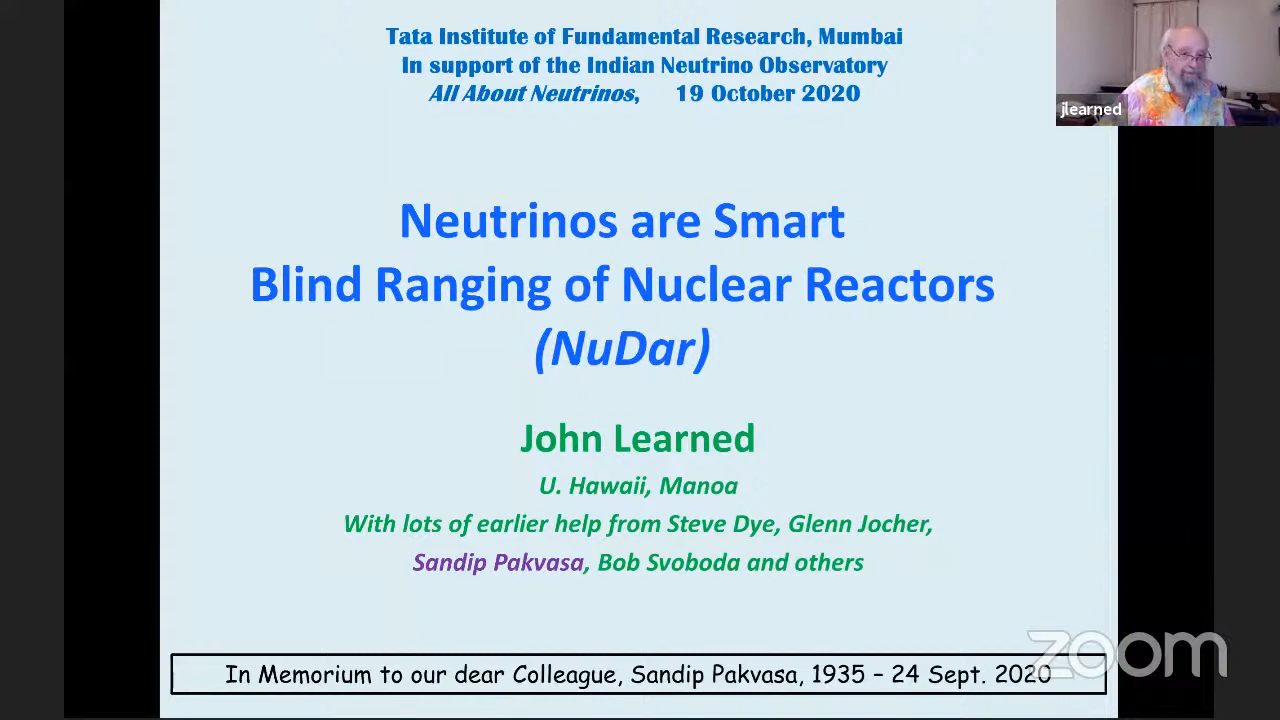 Tata Institute of Fundamental Research, Mumbai
In support of the Indian Neutrino Observatory
All About Neutrinos, 19 October 2020
jlearned
Neutrinos are Smart
Blind Ranging of Nuclear Reactors
(NuDar)
John Learned
U. Hawaii, Manoa
With lots of earlier help from Steve Dye, Glenn Jocher,
Sandip Pakvasa, Bob Svoboda and others
In Memorium to our dear Colleague, Sandip Pakvasa, 1935 – 24 Sept. 2020
zoom